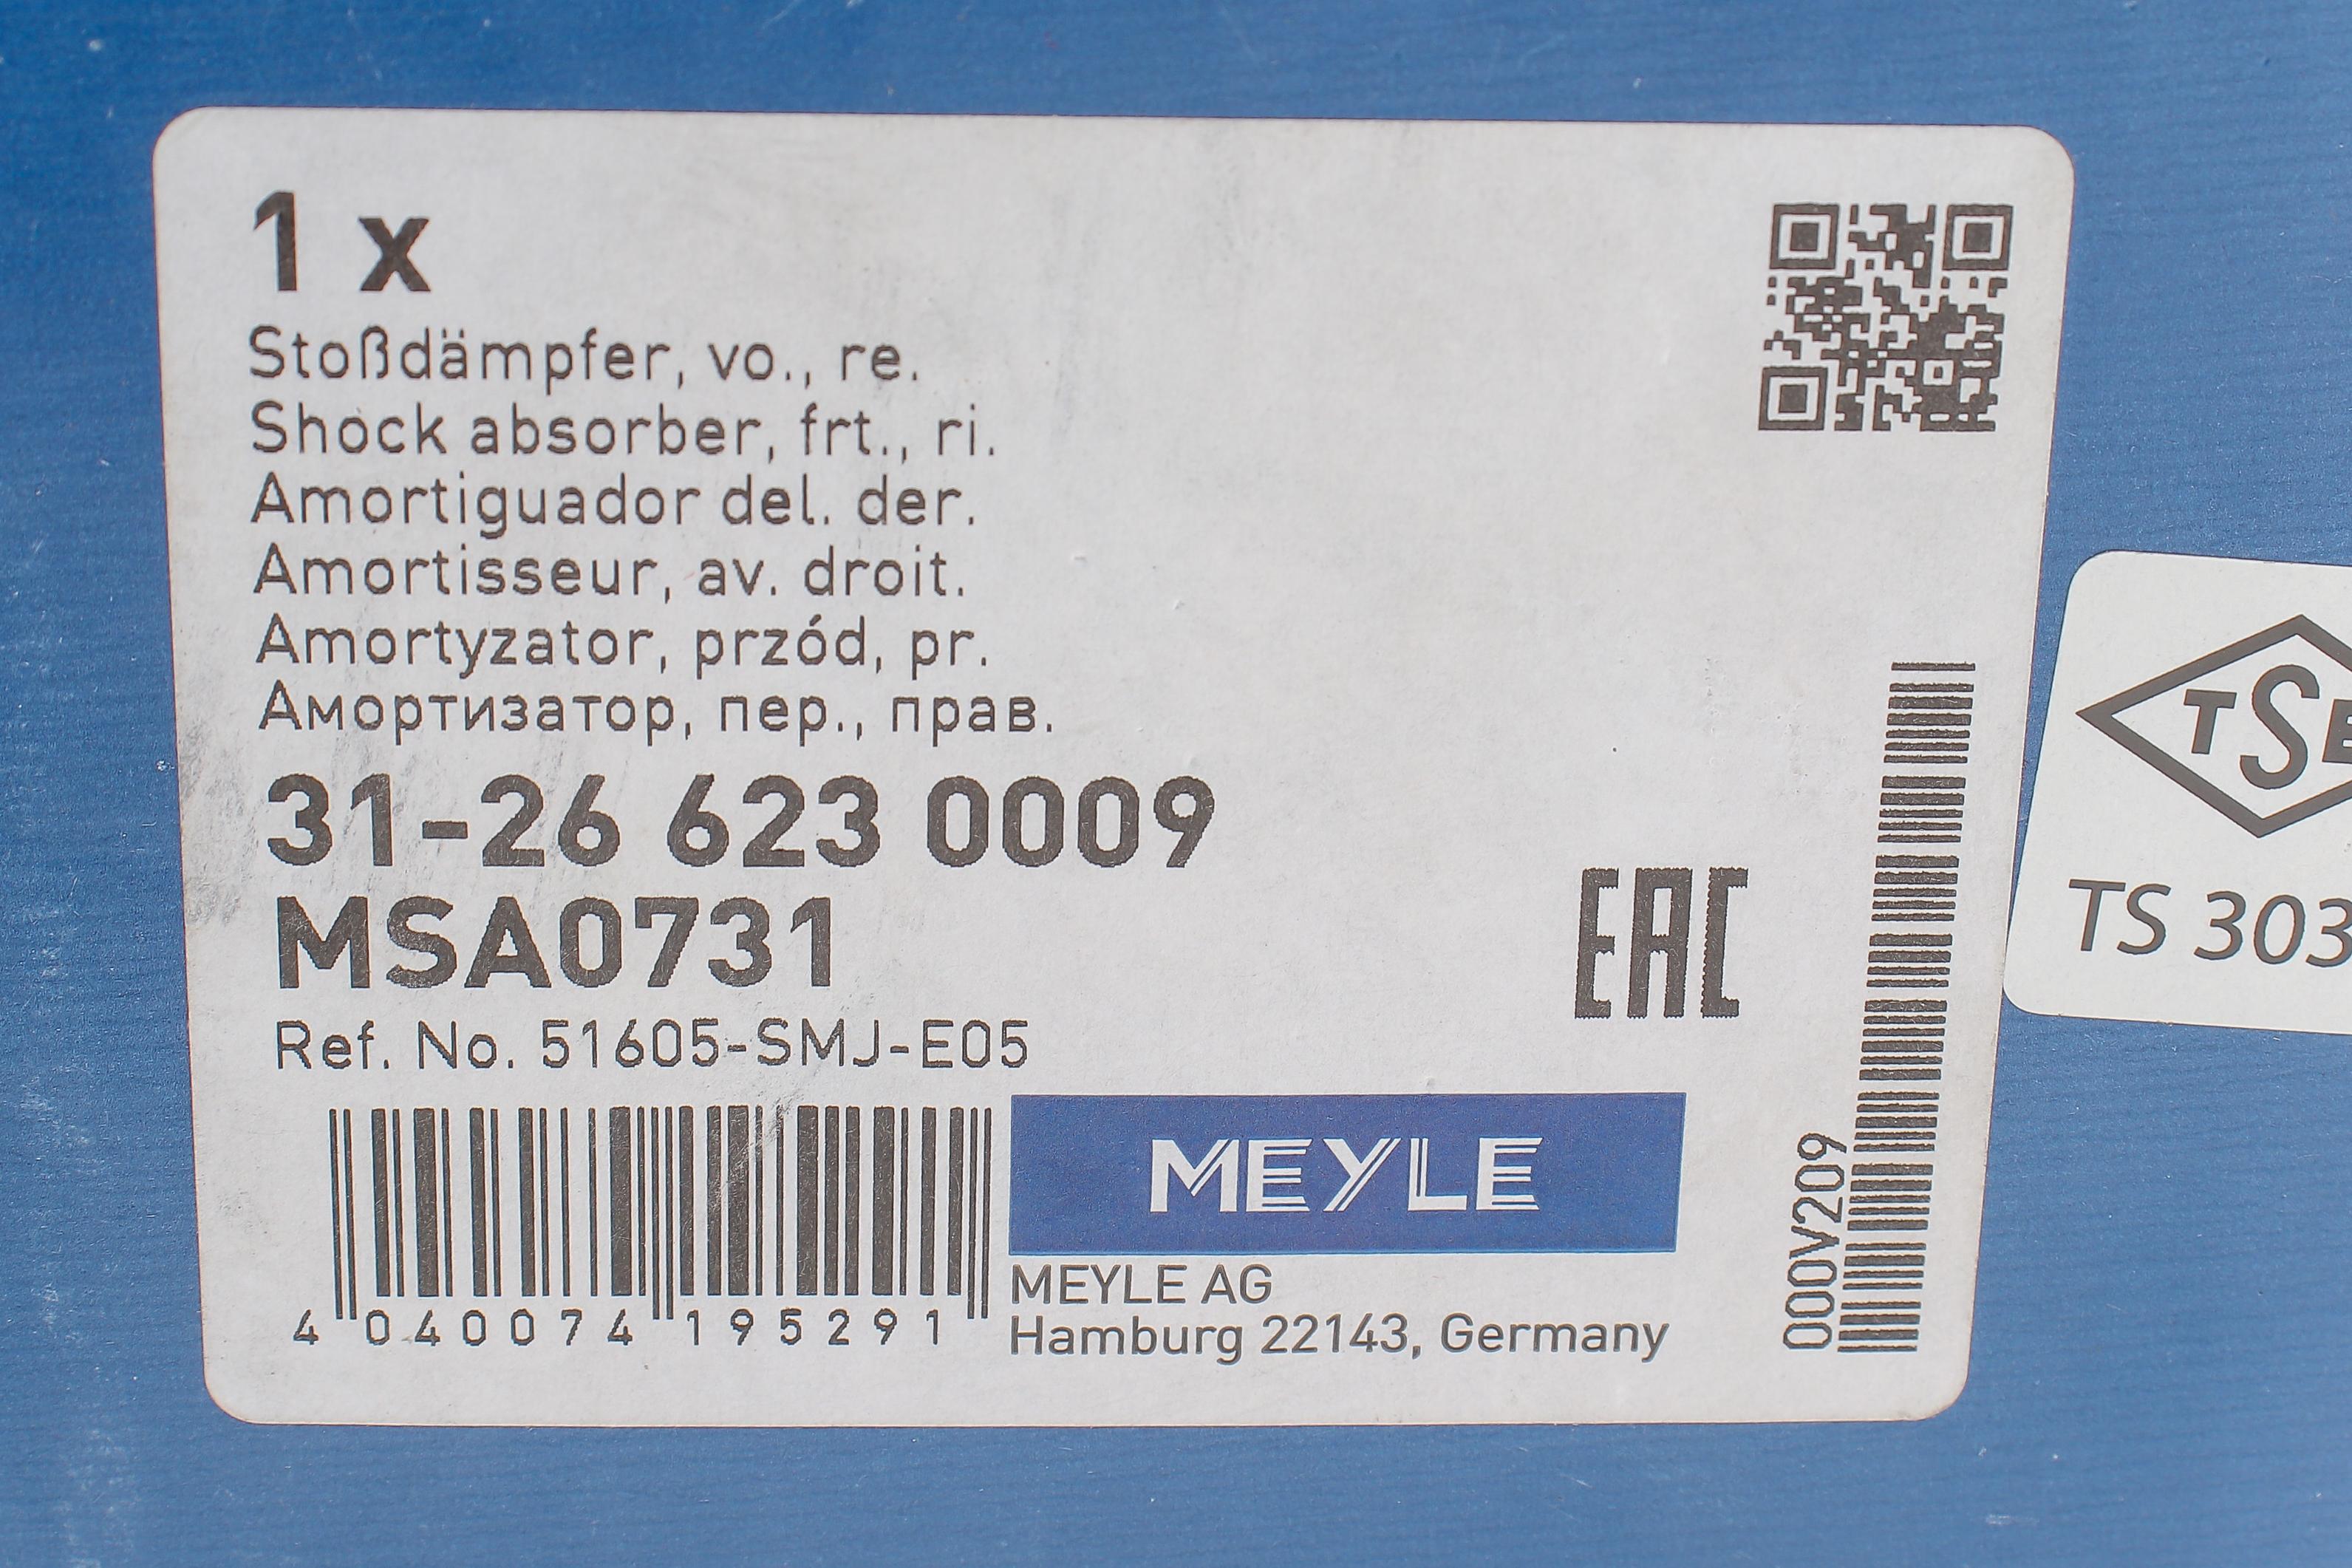 1 x
Stoßdämpfer, vo., re.
Shock absorber, frt., ri.
Amortiguador del. der.
Amortisseur, av. droit.
Amortyzator, przód, pr.
Амортизатор, пер., прав.
31-26 623 0009
MSA0731
Ref. No. 51605-SMJ-E05
EAC
4 040074 195291
MEYLE
MEYLE AG
Hamburg 22143, Germany
000V209
TSE
TS 303